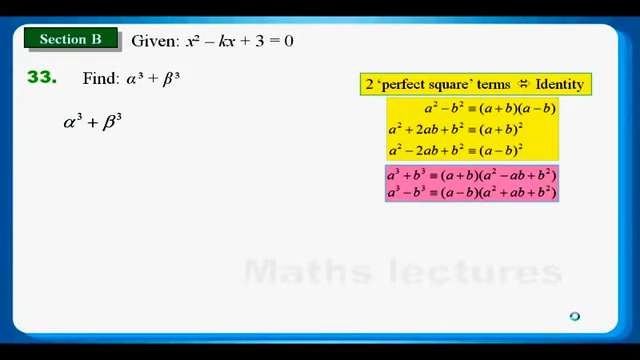 Section B Given: x² – kx + 3 = 0
33. Find: α³ + β³
α³ + β³
2 'perfect square' terms ⇔ Identity
a² − b² ≡ (a + b)(a − b)
a² + 2ab + b² ≡ (a + b)²
a² − 2ab + b² ≡ (a − b)²
a³ + b³ ≡ (a + b)(a² − ab + b²)
a³ − b³ ≡ (a − b)(a² + ab + b²)
Maths lectures